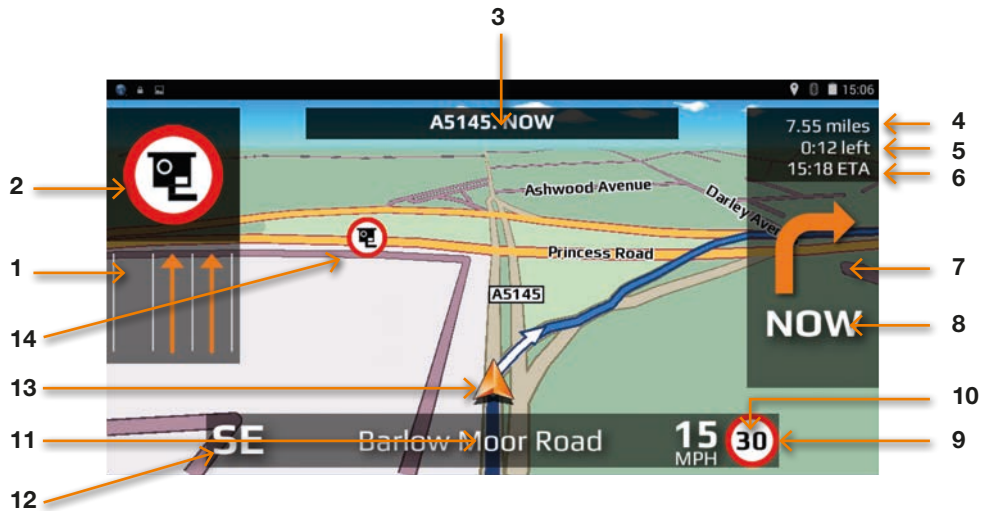 3
15:06
A5145. NOW
7.55 miles
4
0:12 left
5
15:18 ETA
6
2
Ashwood Avenue
Darley Ave
Princess Road
1
7
A5145
14
NOW
8
13
10
11
SE
Barlow Moor Road
15
MPH
30
9
12